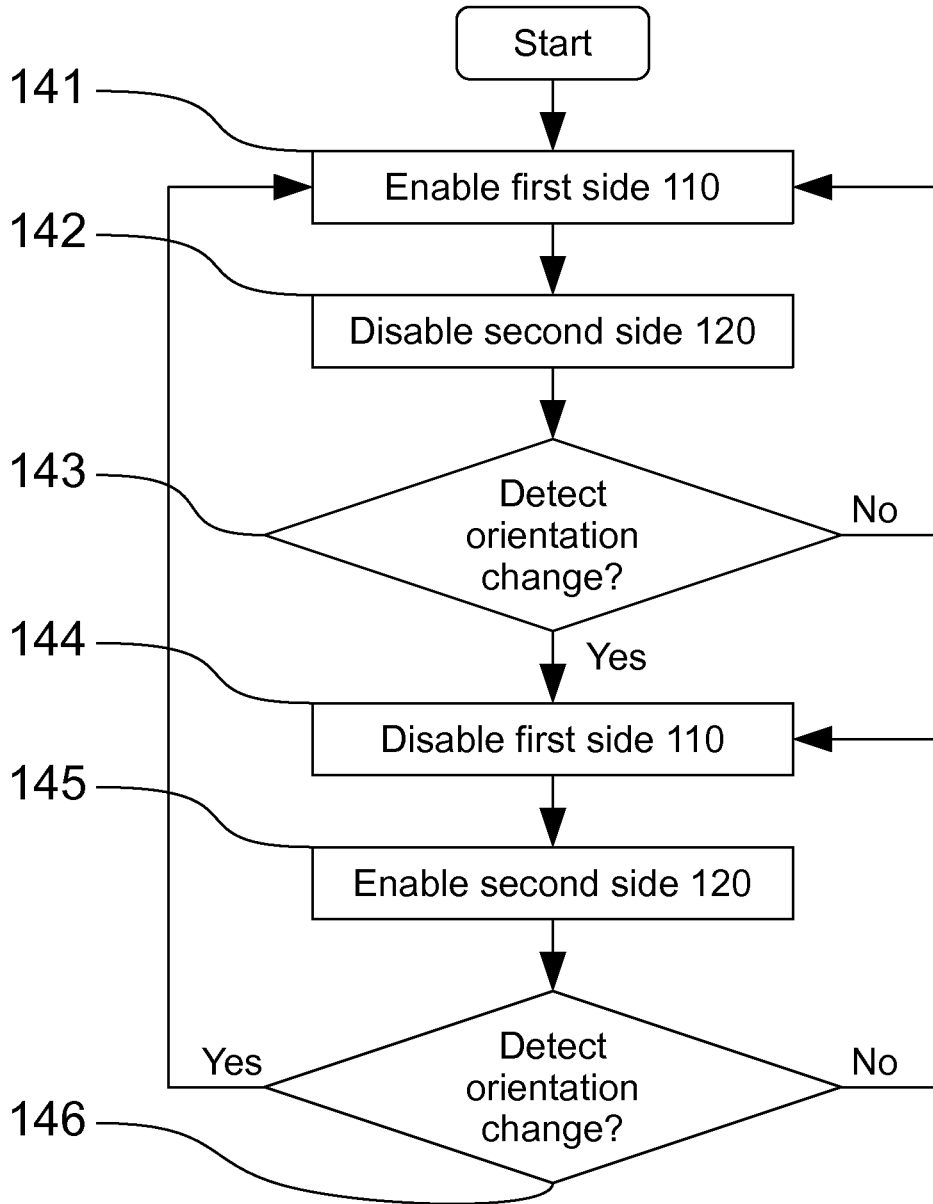 Start
141
Enable first side 110
142
Disable second side 120
143
Detect
orientation
change?
No
Yes
144
Disable first side 110
145
Enable second side 120
Detect
orientation
change?
Yes
No
146